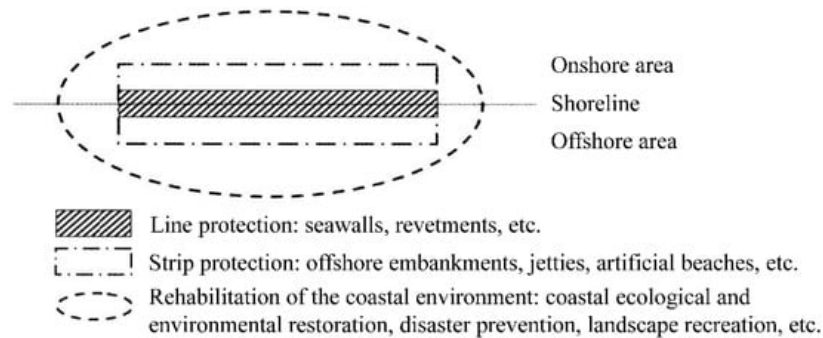 Onshore area
Shoreline
Offshore area
Line protection: seawalls, revetments, etc.
Strip protection: offshore embankments, jetties, artificial beaches, etc.
Rehabilitation of the coastal environment: coastal ecological and
environmental restoration, disaster prevention, landscape recreation, etc.